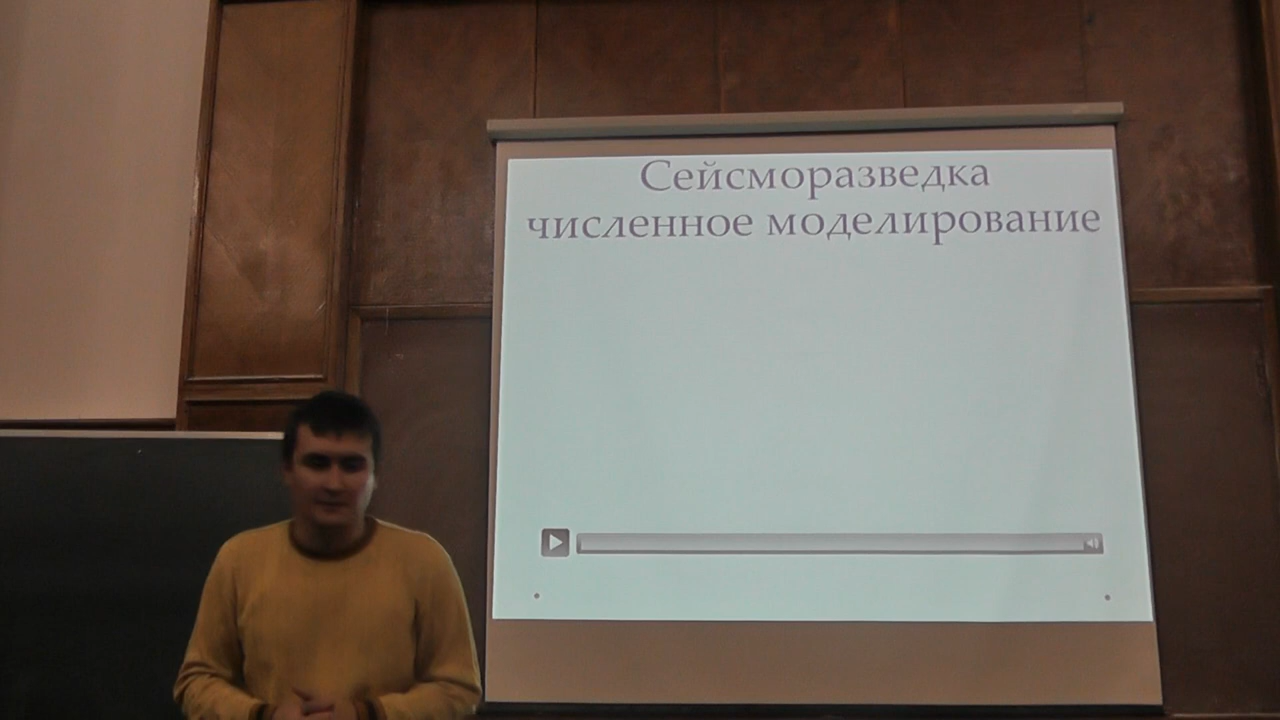 Сейсморазведка
численное моделирование